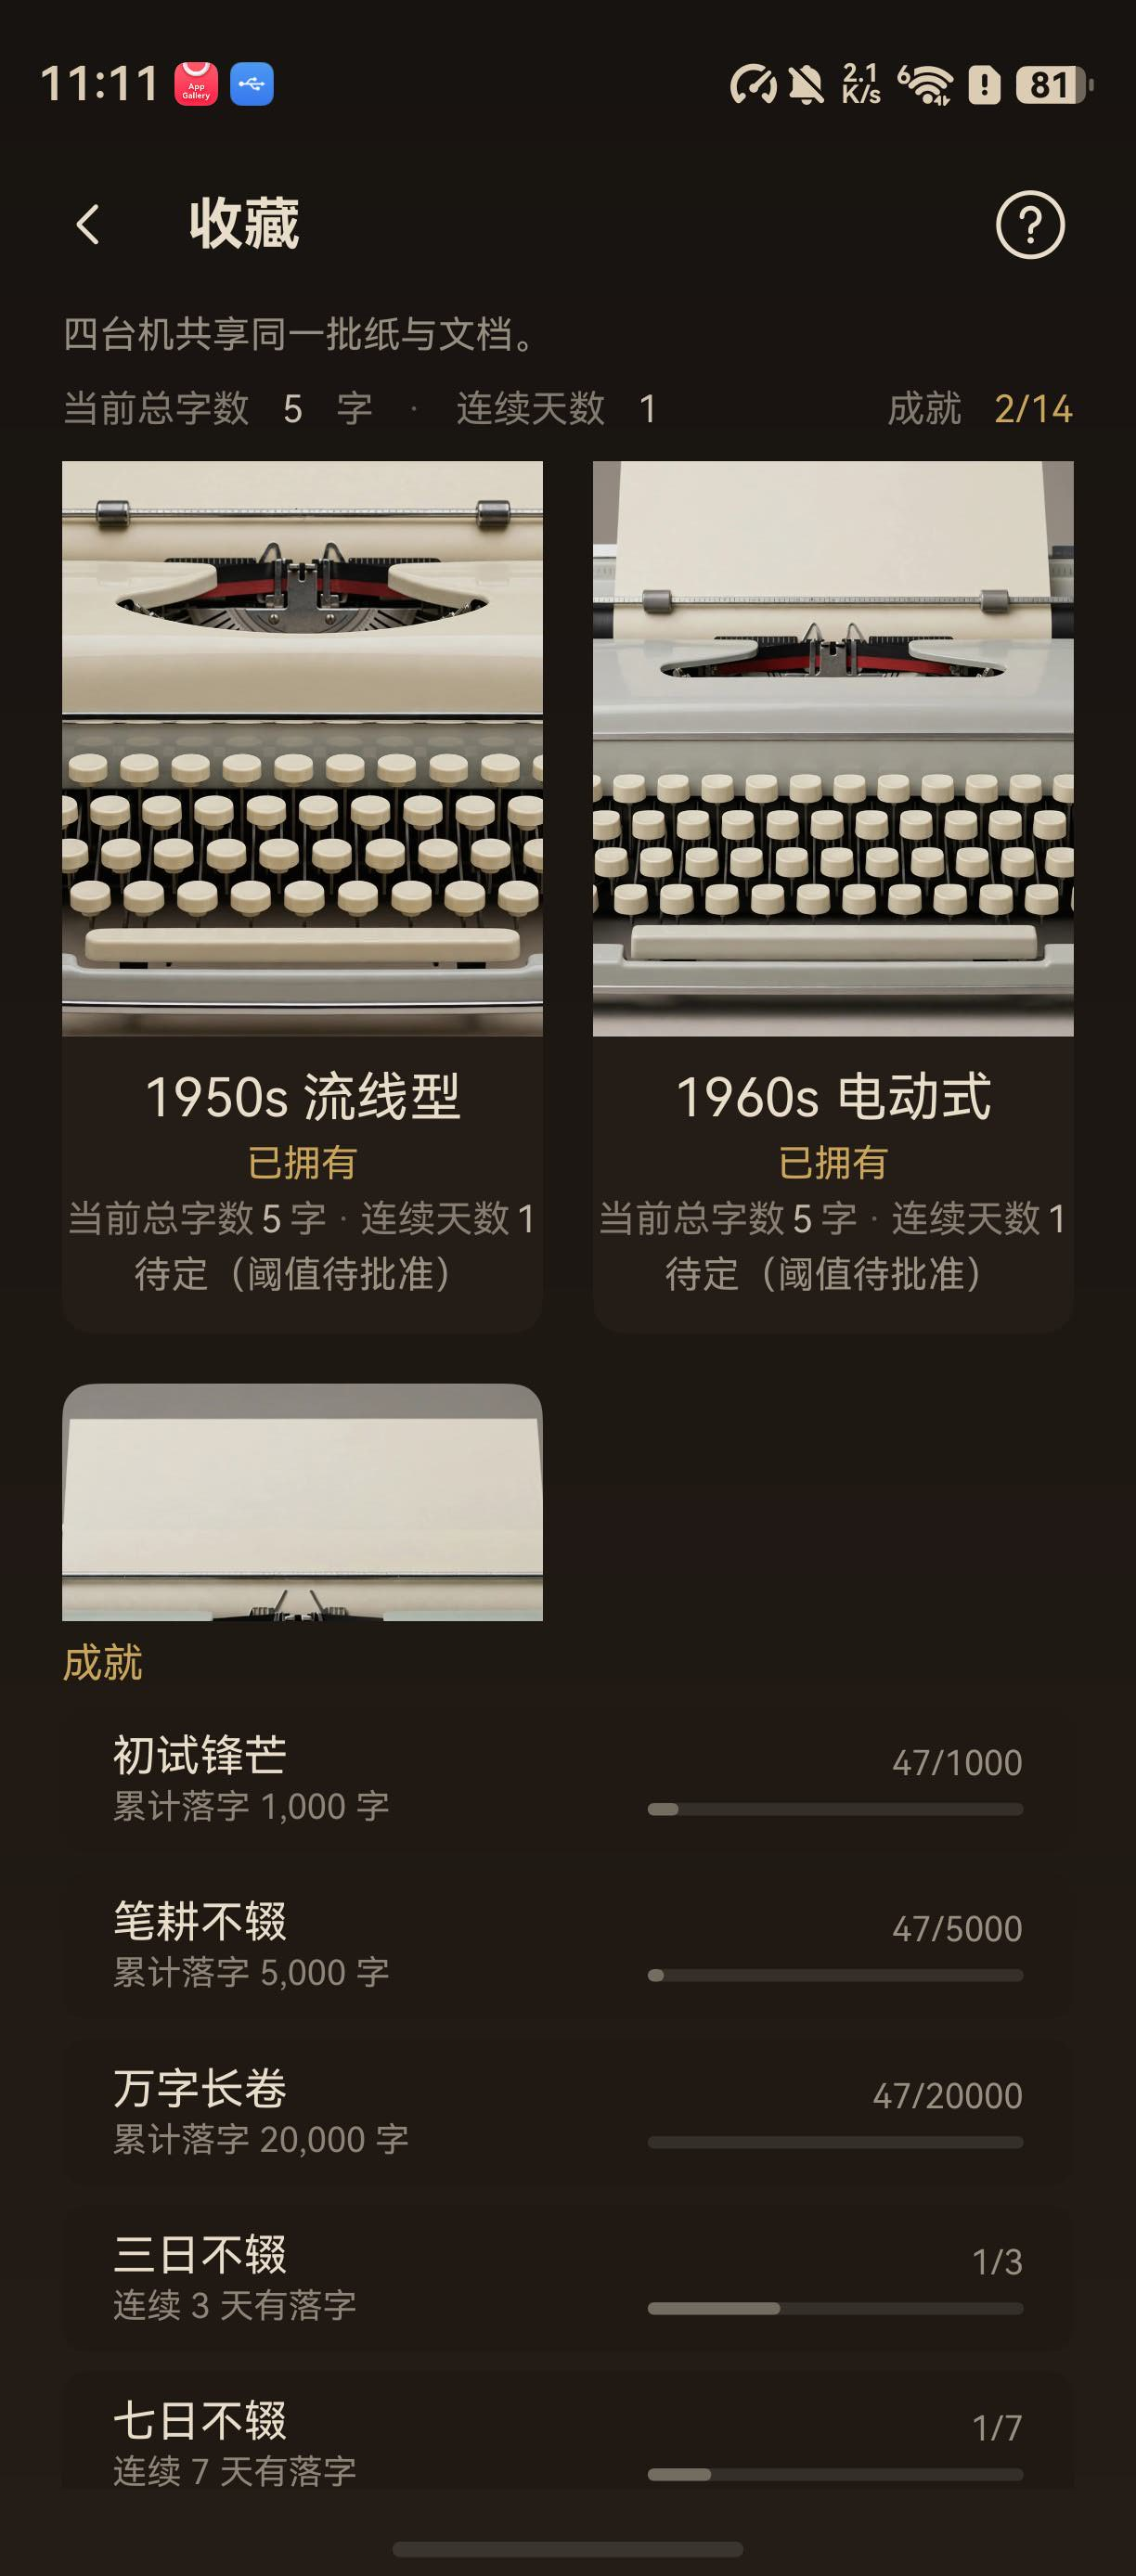 11:11
App
Gallery
2.1
K/s
6
81
收藏
?
四台机共享同一批纸与文档。
当前总字数 5 字 · 连续天数 1 成就 2/14
1950s 流线型
已拥有
当前总字数 5 字 · 连续天数 1
待定（阈值待批准）
1960s 电动式
已拥有
当前总字数 5 字 · 连续天数 1
待定（阈值待批准）
成就
初试锋芒
累计落字 1,000 字
47/1000
笔耕不辍
累计落字 5,000 字
47/5000
万字长卷
累计落字 20,000 字
47/20000
三日不辍
连续 3 天有落字
1/3
七日不辍
连续 7 天有落字
1/7